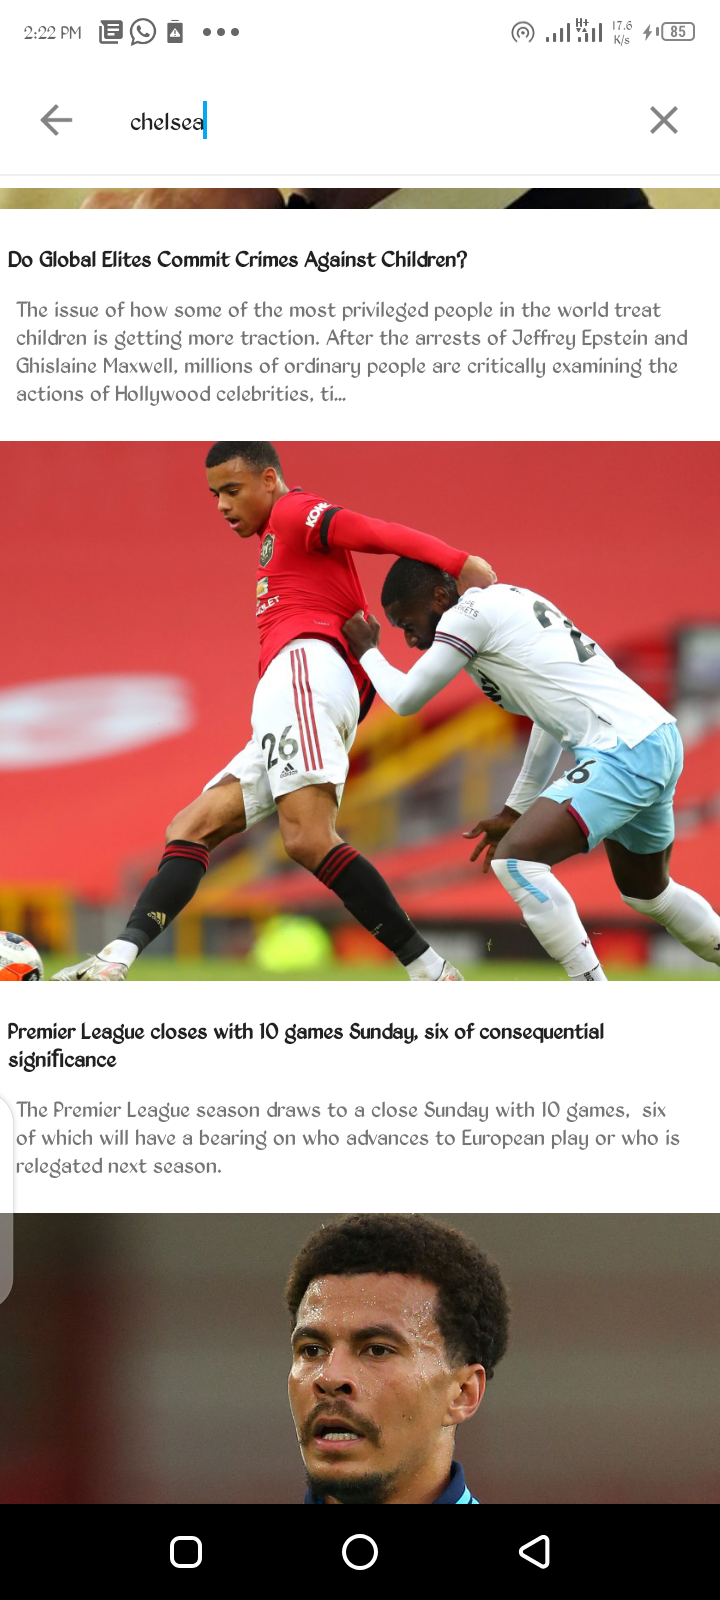 2:22 PM
H+
17.6
K/s
85
chelsea
Do Global Elites Commit Crimes Against Children?
The issue of how some of the most privileged people in the world treat
children is getting more traction. After the arrests of Jeffrey Epstein and
Ghislaine Maxwell, millions of ordinary people are critically examining the
actions of Hollywood celebrities, ti...
KOHL
26
adidas
2
6
Premier League closes with 10 games Sunday, six of consequential
significance
The Premier League season draws to a close Sunday with 10 games,  six
of which will have a bearing on who advances to European play or who is
relegated next season.